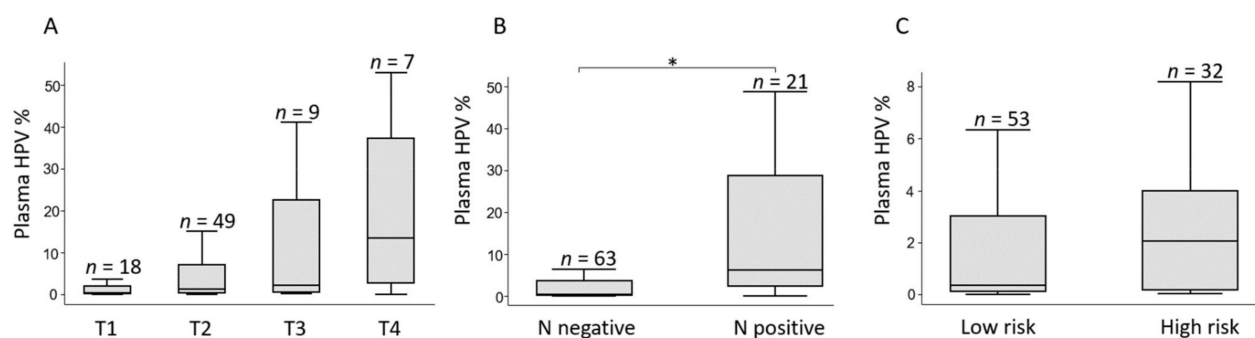 A
Plasma HPV %
50
40
30
20
10
0
n = 18
n = 49
n = 9
n = 7
T1 T2 T3 T4
B
*
Plasma HPV %
50
40
30
20
10
0
n = 63
n = 21
N negative N positive
C
Plasma HPV %
8
6
4
2
0
n = 53
n = 32
Low risk High risk